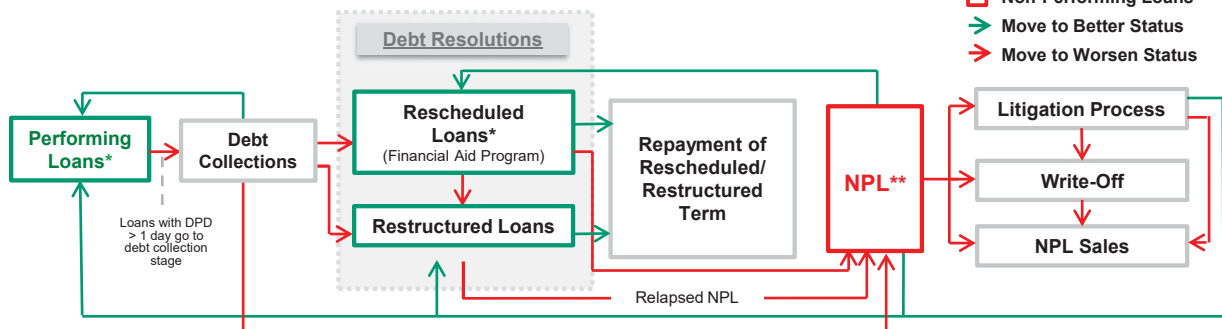 Non-Performing Loans
Move to Better Status
Move to Worsen Status
Debt Resolutions
Performing
Loans*
Debt
Collections
Rescheduled
Loans*
(Financial Aid Program)
Restructured Loans
Repayment of
Rescheduled/
Restructured
Term
NPL**
Litigation Process
Write-Off
NPL Sales
Loans with DPD
> 1 day go to
debt collection
stage
Relapsed NPL